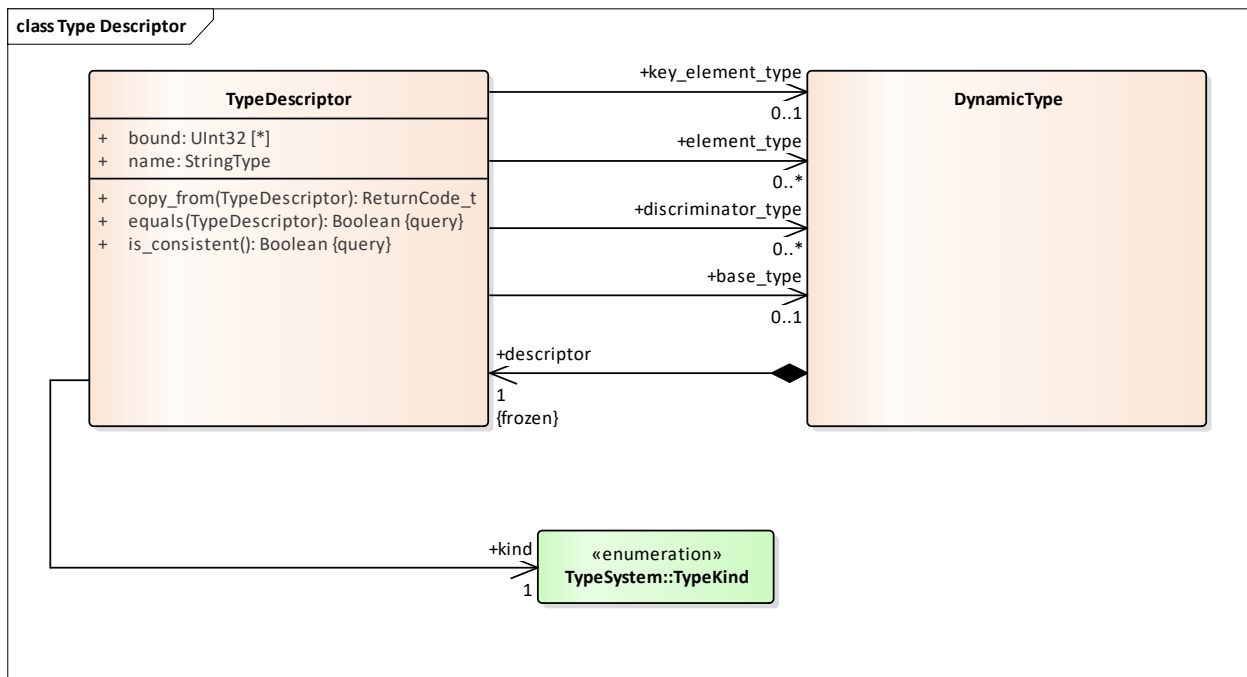 class Type Descriptor
TypeDescriptor
+ bound: UInt32 [*]
+ name: StringType
+ copy_from(TypeDescriptor): ReturnCode_t
+ equals(TypeDescriptor): Boolean {query}
+ is_consistent(): Boolean {query}
+key_element_type
0..1
+element_type
0..*
+discriminator_type
0..*
+base_type
0..1
+descriptor
1
{frozen}
DynamicType
+kind
1
«enumeration»
TypeSystem::TypeKind